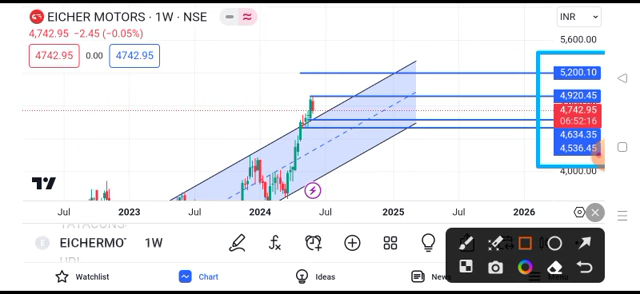 EICHER MOTORS · 1W · NSE
INR
4,742.95 −2.45 (−0.05%)
4742.95 0.00 4742.95
5,600.00
5,200.10
4,920.45
4,742.95
06:52:16
4,634.35
4,536.45
4,000.00
Jul 2023 Jul 2024 Jul 2025 Jul 2026
EICHERMO 1W
Watchlist Chart Ideas News